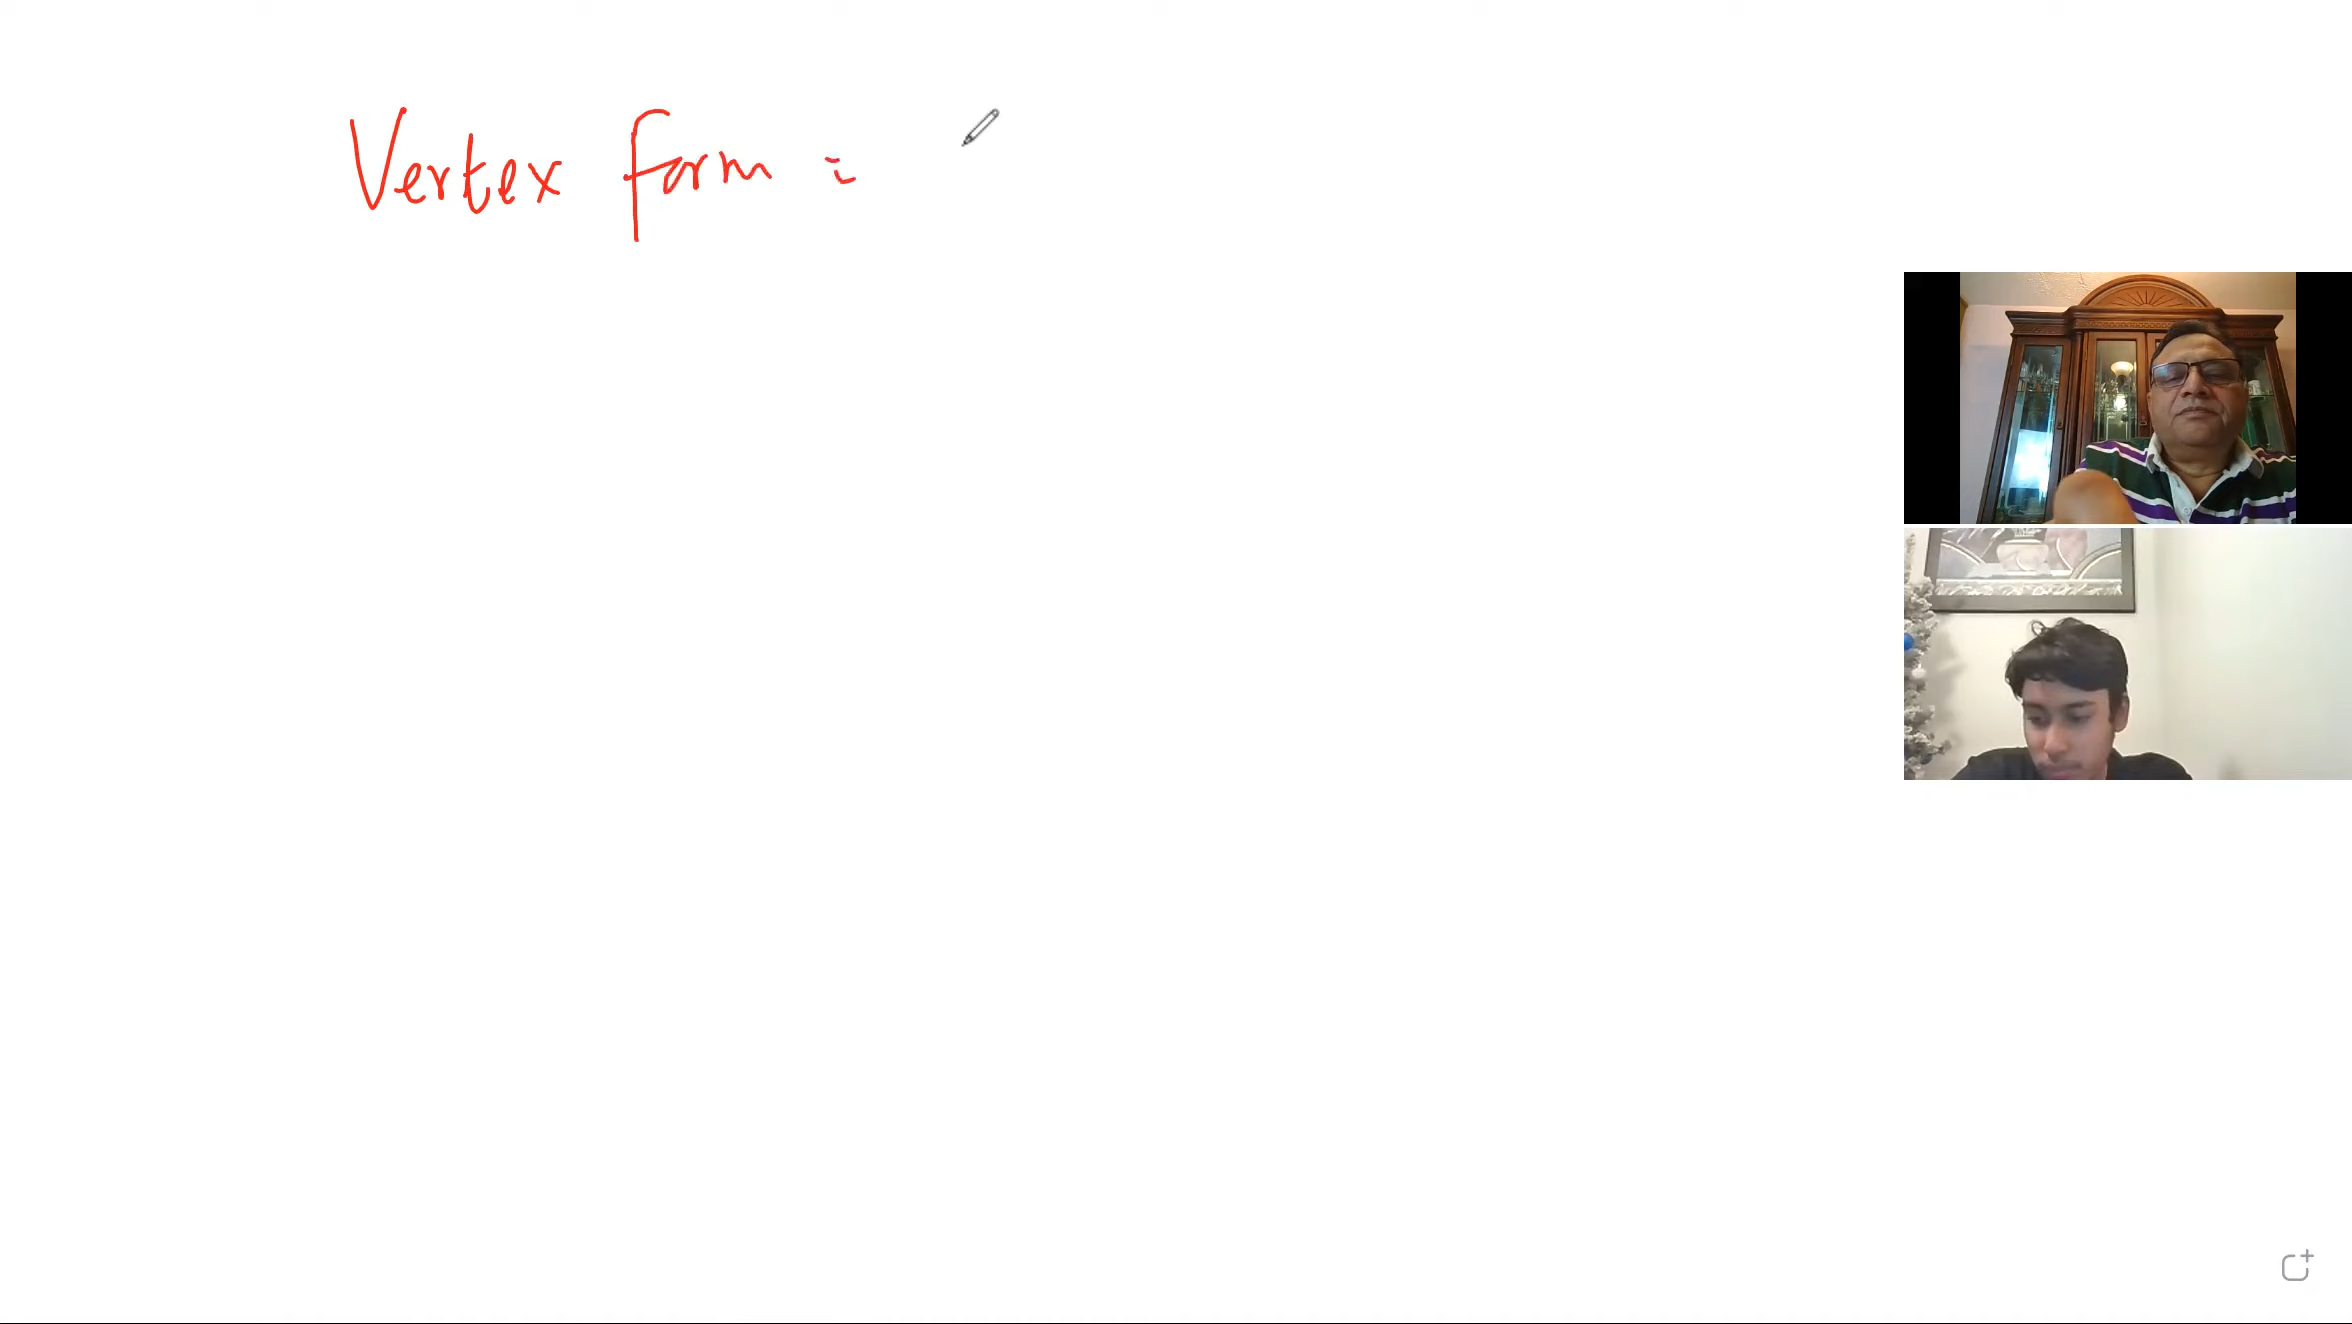 Vertex form =